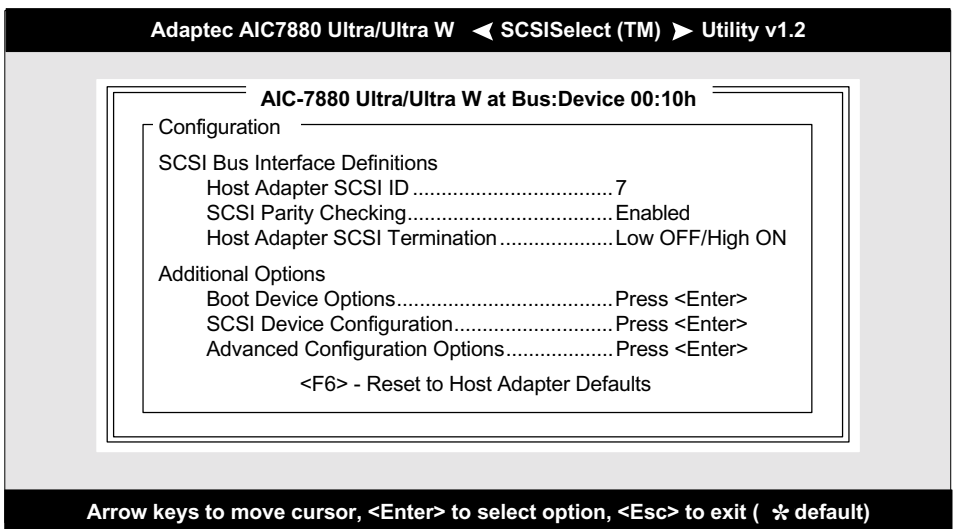 Adaptec AIC7880 Ultra/Ultra W ◄ SCSISelect (TM) ► Utility v1.2
AIC-7880 Ultra/Ultra W at Bus:Device 00:10h
Configuration
SCSI Bus Interface Definitions
Host Adapter SCSI ID...................................7
SCSI Parity Checking....................................Enabled
Host Adapter SCSI Termination....................Low OFF/High ON
Additional Options
Boot Device Options......................................Press <Enter>
SCSI Device Configuration............................Press <Enter>
Advanced Configuration Options...................Press <Enter>
<F6> - Reset to Host Adapter Defaults
Arrow keys to move cursor, <Enter> to select option, <Esc> to exit ( * default)